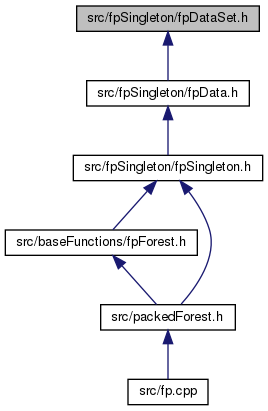 src/fpSingleton/fpDataSet.h
src/fpSingleton/fpData.h
src/fpSingleton/fpSingleton.h
src/baseFunctions/fpForest.h
src/packedForest.h
src/fp.cpp